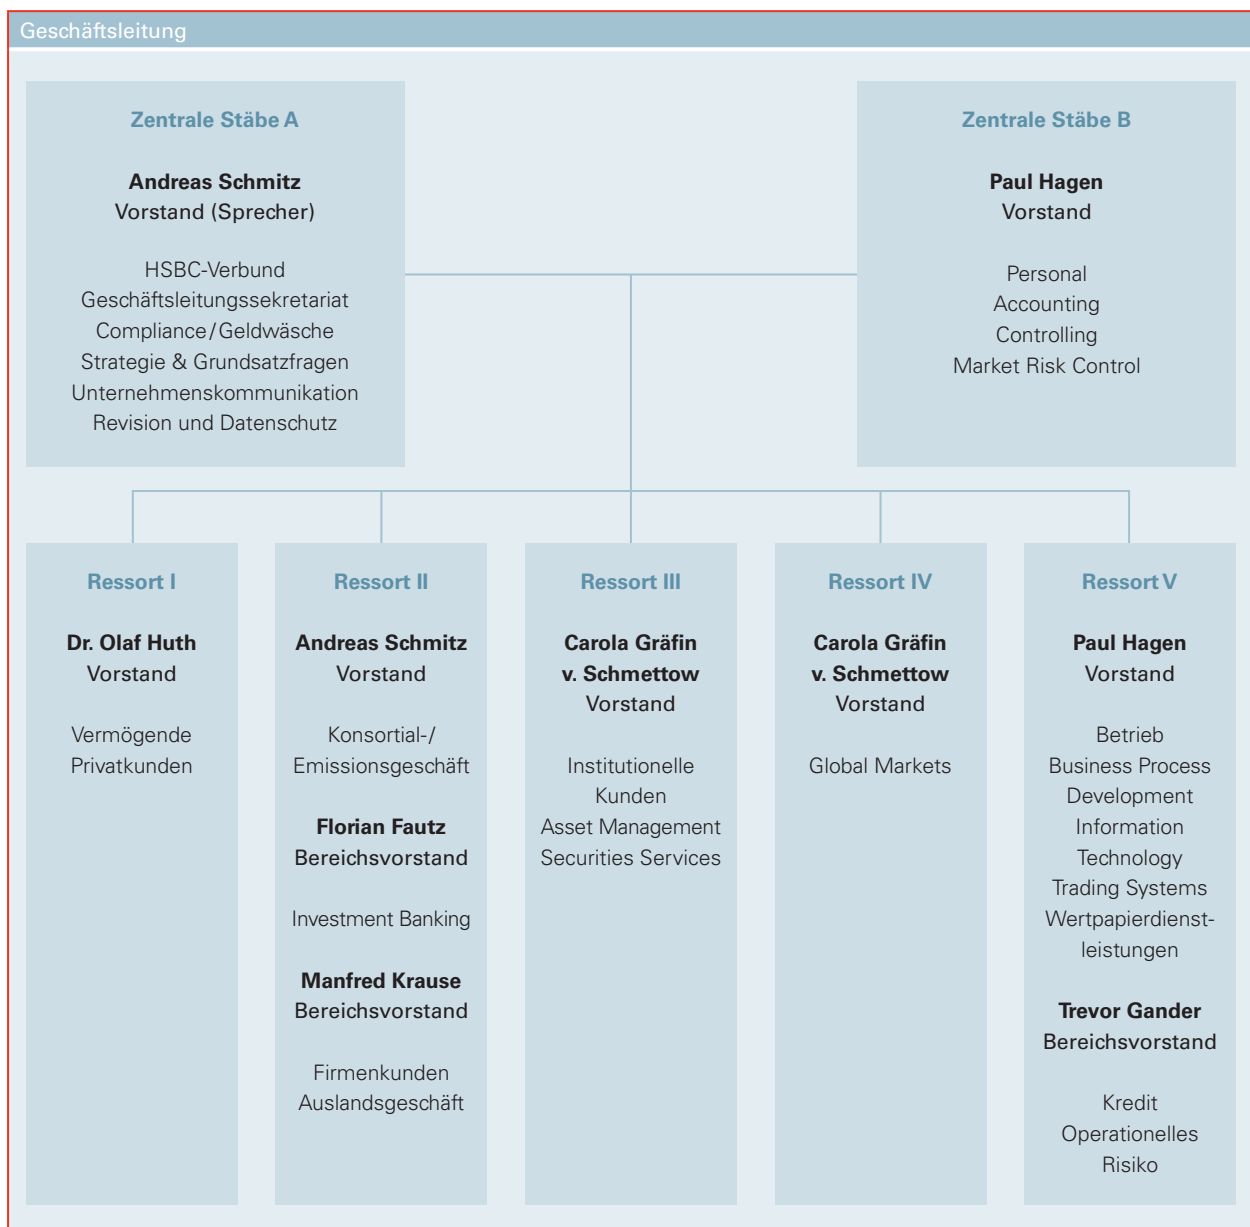 Geschäftsleitung
Zentrale Stäbe A
Andreas Schmitz
Vorstand (Sprecher)
HSBC-Verbund
Geschäftsleitungssekretariat
Compliance/Geldwäsche
Strategie & Grundsatzfragen
Unternehmenskommunikation
Revision und Datenschutz
Zentrale Stäbe B
Paul Hagen
Vorstand
Personal
Accounting
Controlling
Market Risk Control
Ressort I
Dr. Olaf Huth
Vorstand
Vermögende
Privatkunden
Ressort II
Andreas Schmitz
Vorstand
Konsortial-/
Emissionsgeschäft
Florian Fautz
Bereichsvorstand
Investment Banking
Manfred Krause
Bereichsvorstand
Firmenkunden
Auslandsgeschäft
Ressort III
Carola Gräfin
v. Schmettow
Vorstand
Institutionelle
Kunden
Asset Management
Securities Services
Ressort IV
Carola Gräfin
v. Schmettow
Vorstand
Global Markets
Ressort V
Paul Hagen
Vorstand
Betrieb
Business Process
Development
Information
Technology
Trading Systems
Wertpapierdienst-
leistungen
Trevor Gander
Bereichsvorstand
Kredit
Operationelles
Risiko